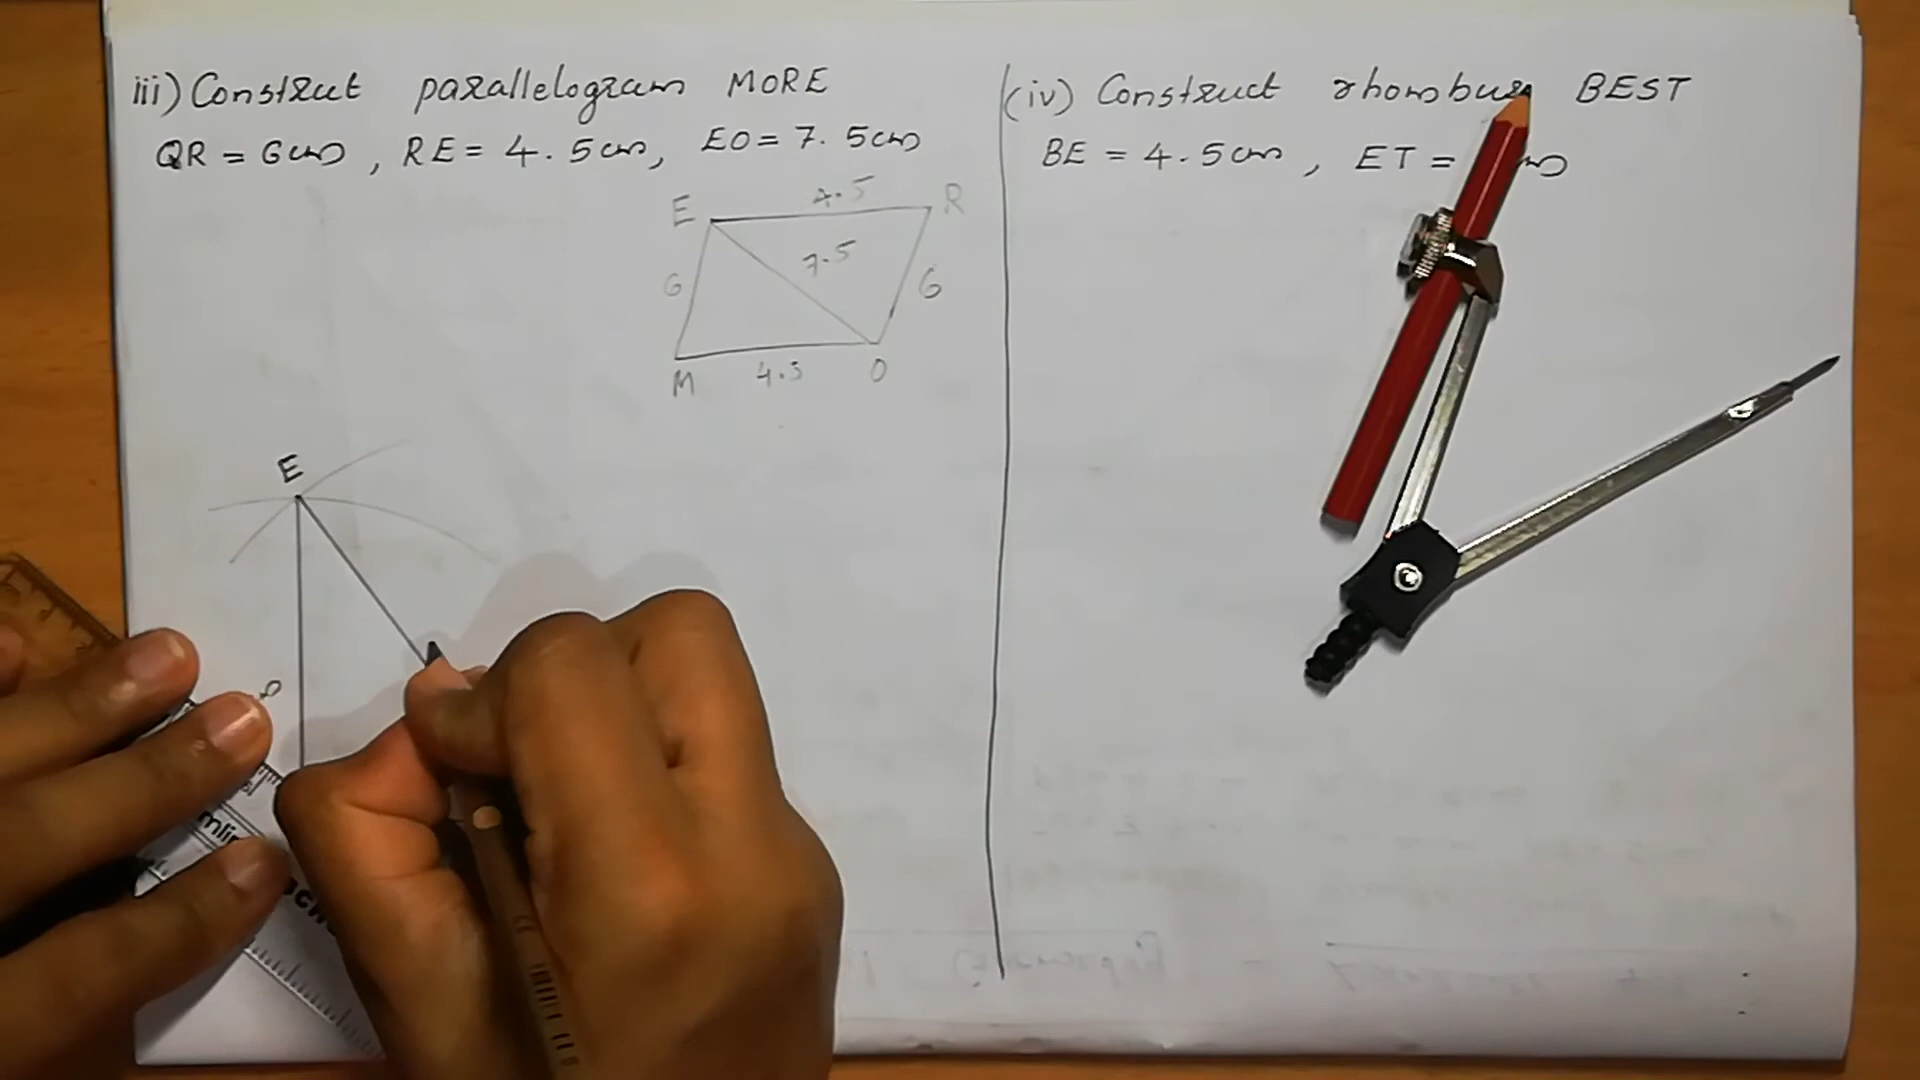 iii) Construct parallelogram MORE
QR = 6cm, RE = 4.5cm, EO = 7.5cm
E 4.5 R
7.5
6 6
M 4.5 O
E
(iv) Construct rhombus BEST
BE = 4.5cm, ET =